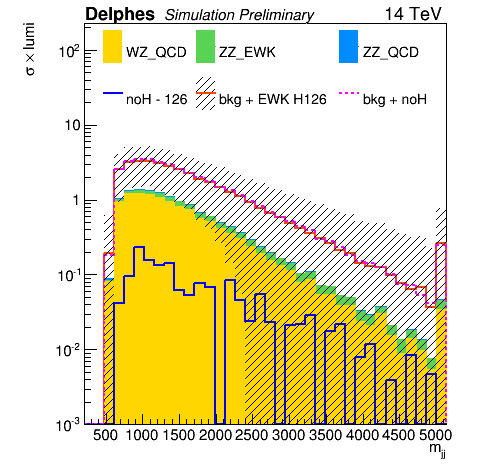 Delphes Simulation Preliminary 14 TeV
σ × lumi
WZ_QCD ZZ_EWK ZZ_QCD
noH - 126 bkg + EWK H126 bkg + noH
10²
10
1
10⁻¹
10⁻²
10⁻³
500 1000 1500 2000 2500 3000 3500 4000 4500 5000
m_jj